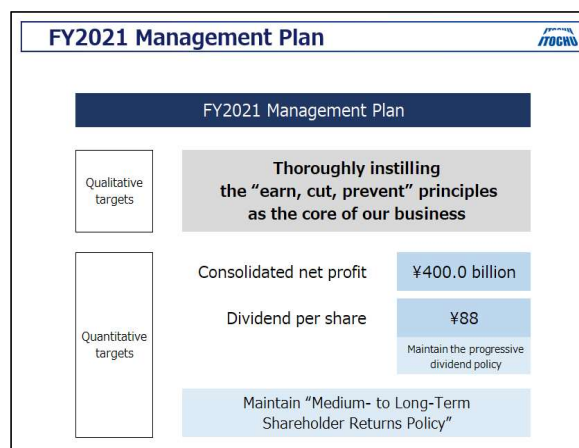 FY2021 Management Plan
ITOCHU
FY2021 Management Plan
Qualitative
targets
Thoroughly instilling
the “earn, cut, prevent” principles
as the core of our business
Quantitative
targets
Consolidated net profit
¥400.0 billion
Dividend per share
¥88
Maintain the progressive
dividend policy
Maintain “Medium- to Long-Term
Shareholder Returns Policy”